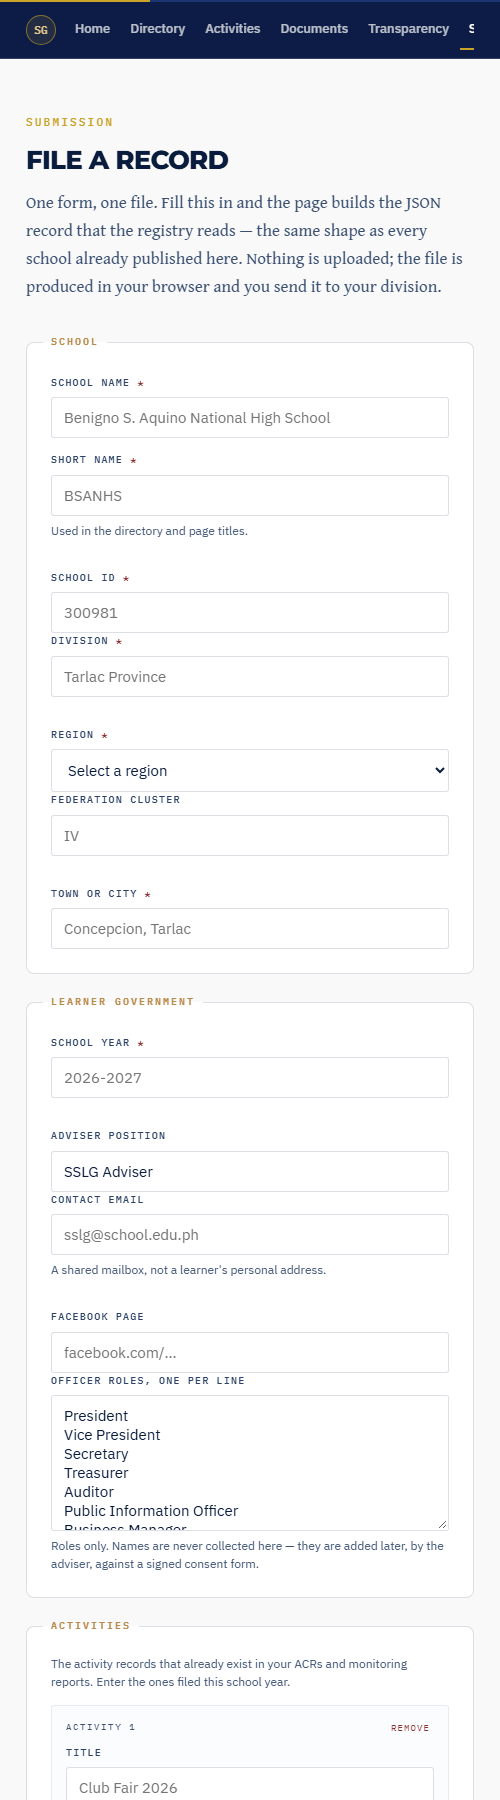 SG Home Directory Activities Documents Transparency
SUBMISSION
FILE A RECORD
One form, one file. Fill this in and the page builds the JSON
record that the registry reads — the same shape as every
school already published here. Nothing is uploaded; the file is
produced in your browser and you send it to your division.
SCHOOL
SCHOOL NAME *
Benigno S. Aquino National High School
SHORT NAME *
BSANHS
Used in the directory and page titles.
SCHOOL ID *
300981
DIVISION *
Tarlac Province
REGION *
Select a region
FEDERATION CLUSTER
IV
TOWN OR CITY *
Concepcion, Tarlac
LEARNER GOVERNMENT
SCHOOL YEAR *
2026-2027
ADVISER POSITION
SSLG Adviser
CONTACT EMAIL
sslg@school.edu.ph
A shared mailbox, not a learner's personal address.
FACEBOOK PAGE
facebook.com/...
OFFICER ROLES, ONE PER LINE
President
Vice President
Secretary
Treasurer
Auditor
Public Information Officer
Business Manager
Roles only. Names are never collected here — they are added later, by the
adviser, against a signed consent form.
ACTIVITIES
The activity records that already exist in your ACRs and monitoring
reports. Enter the ones filed this school year.
ACTIVITY 1 REMOVE
TITLE
Club Fair 2026